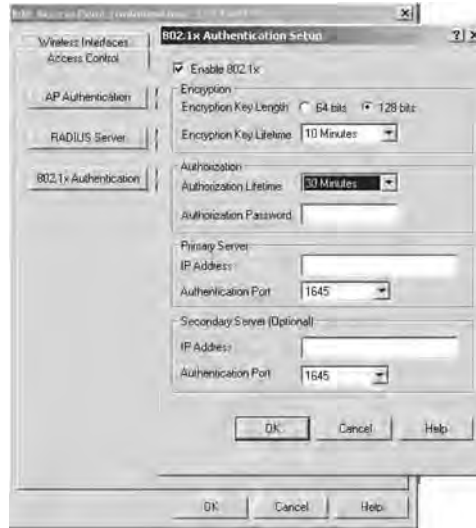 802.1x Authentication Setup
Wireless Interfaces
Access Control
AP Authentication
RADIUS Server
802.1x Authentication
Enable 802.1x
Encryption
Encryption Key Length 64 bits 128 bits
Encryption Key Lifetime 10 Minutes
Authorization
Authorization Lifetime 30 Minutes
Authorization Password
Primary Server
IP Address
Authentication Port 1645
Secondary Server (Optional)
IP Address
Authentication Port 1645
OK Cancel Help
OK Cancel Help